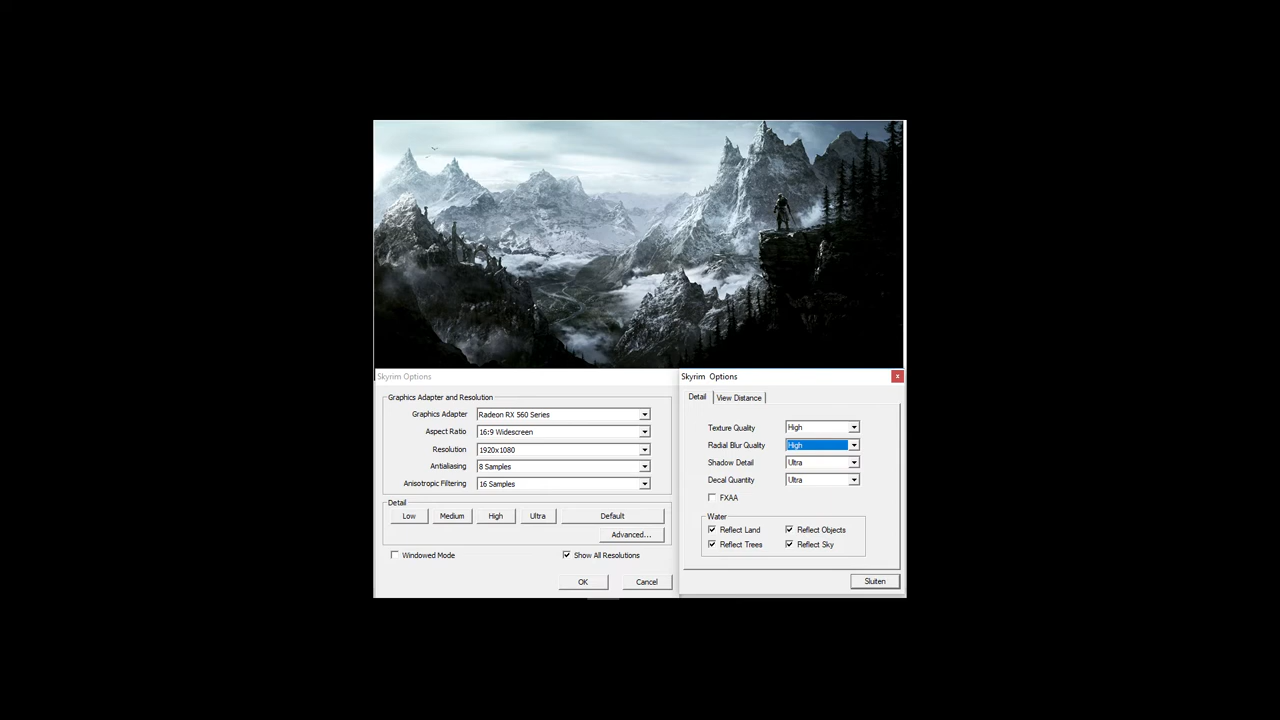 Skyrim Options
Graphics Adapter and Resolution
Graphics Adapter Radeon RX 560 Series
Aspect Ratio 16:9 Widescreen
Resolution 1920x1080
Antialiasing 8 Samples
Anisotropic Filtering 16 Samples
Detail
Low Medium High Ultra Default
Advanced...
Windowed Mode Show All Resolutions
OK Cancel
Skyrim Options x
Detail View Distance
Texture Quality High
Radial Blur Quality High
Shadow Detail Ultra
Decal Quantity Ultra
FXAA
Water
Reflect Land Reflect Objects
Reflect Trees Reflect Sky
Sluiten